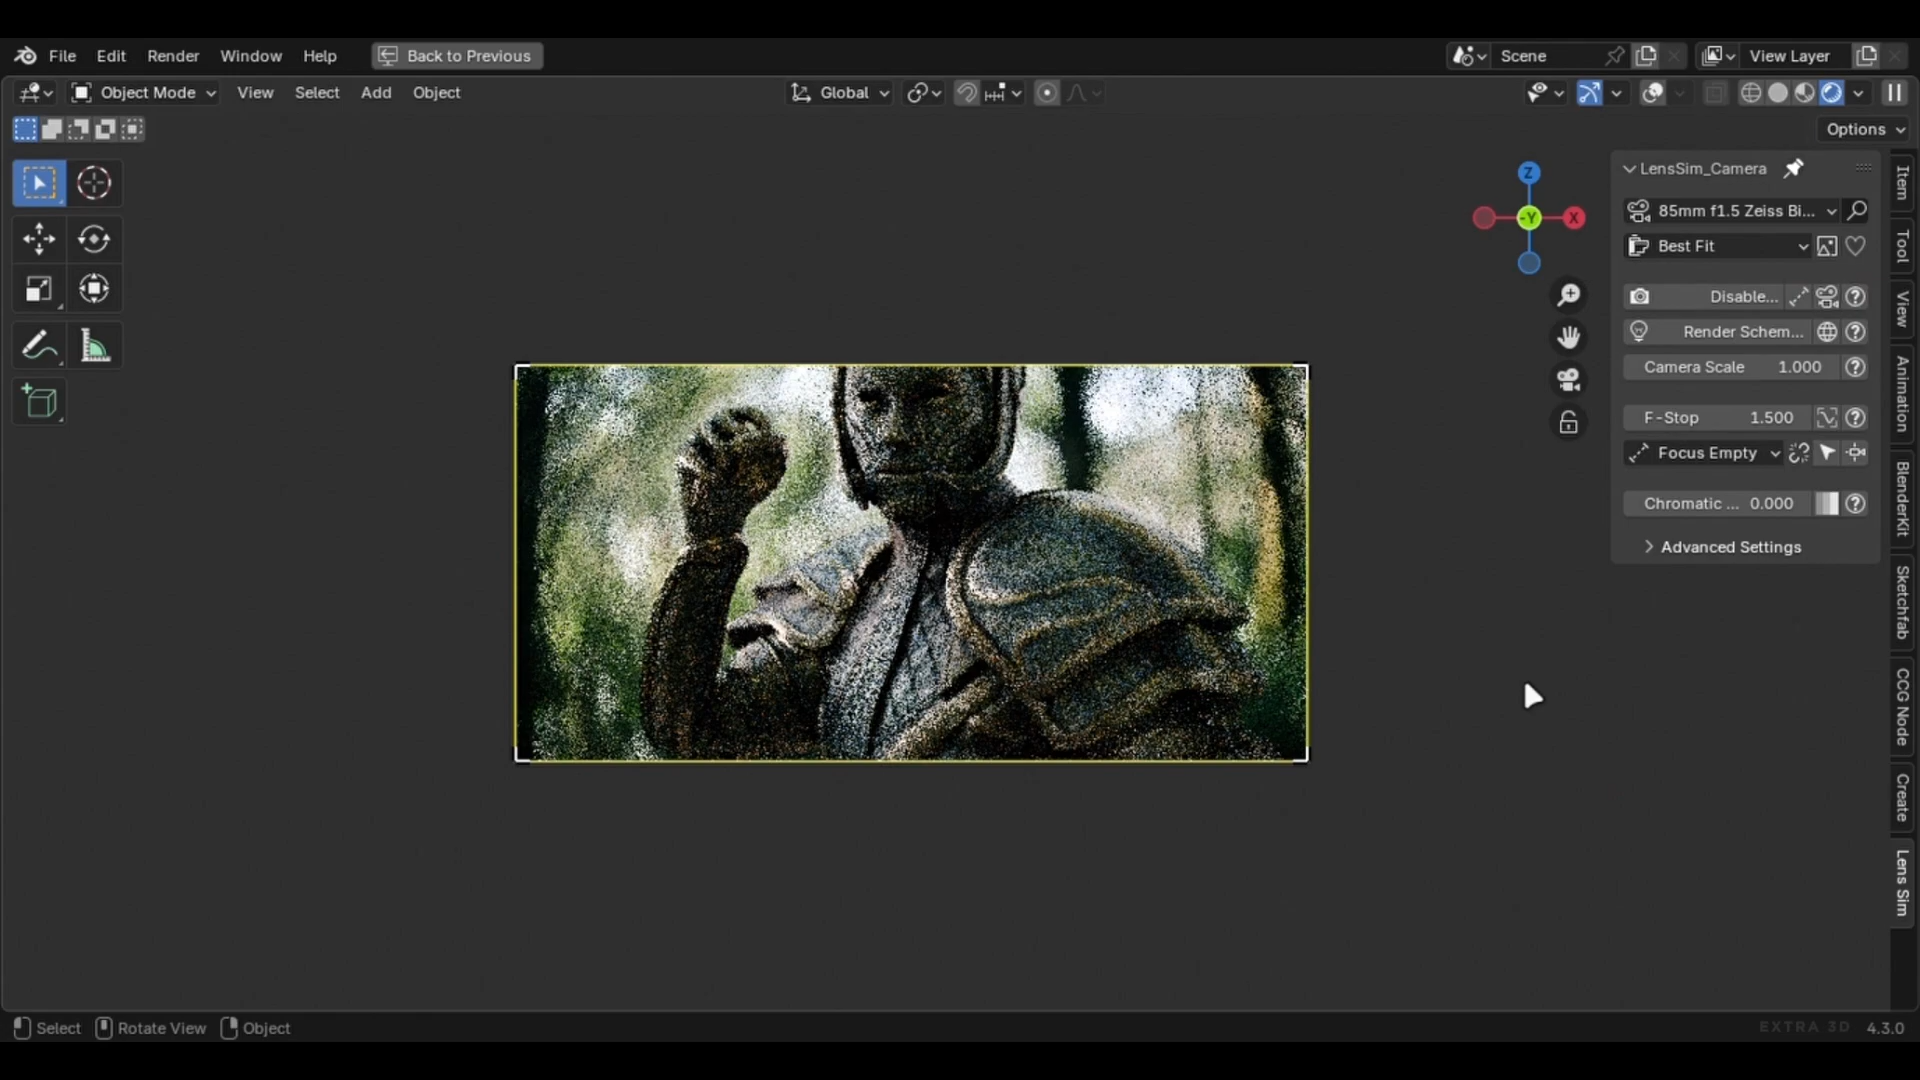 File Edit Render Window Help Back to Previous Scene View Layer
Object Mode View Select Add Object Global
Options
Z
-Y X
LensSim_Camera
85mm f1.5 Zeiss Bi...
Best Fit
Disable...
Render Schem...
Camera Scale 1.000
F-Stop 1.500
Focus Empty
Chromatic ... 0.000
Advanced Settings
Item
Tool
View
Animation
BlenderKit
Sketchfab
CCG Node
Create
Lens Sim
Select Rotate View Object EXTRA 3D 4.3.0